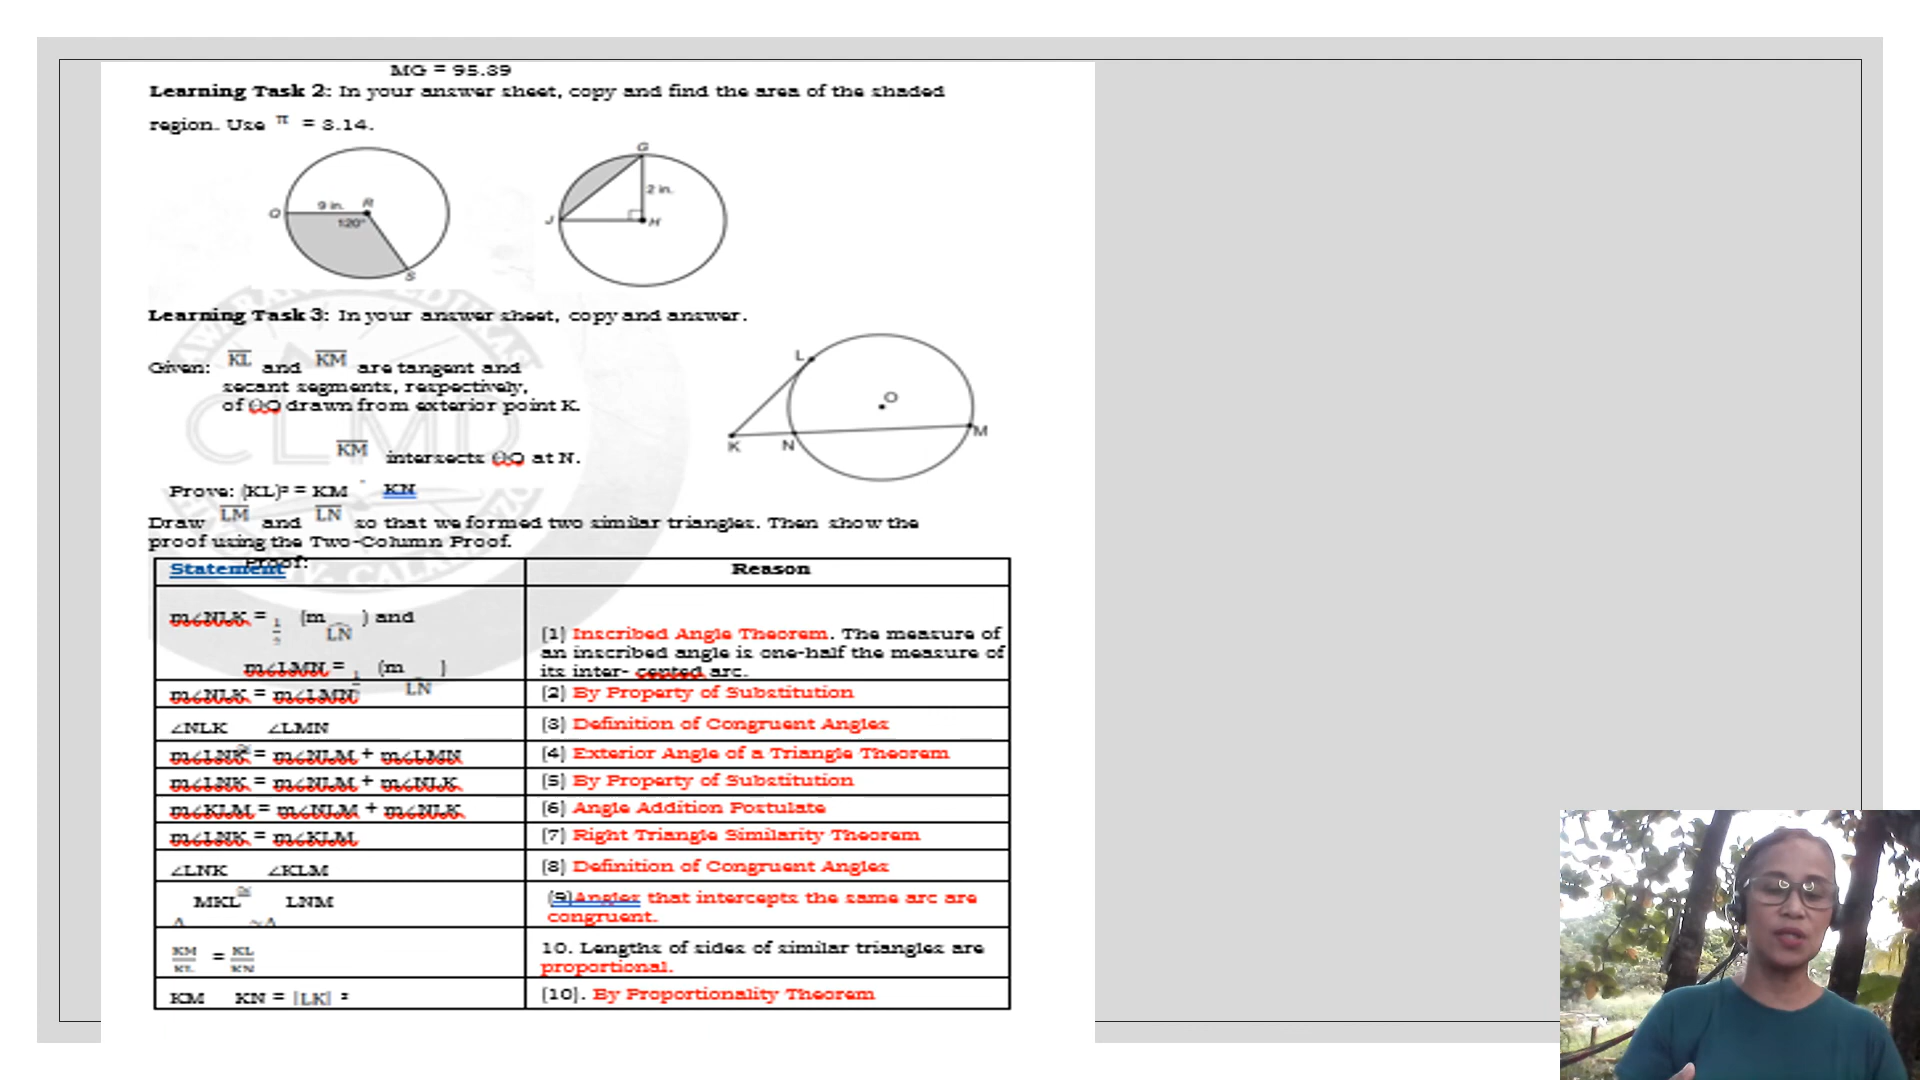 MG = 95.39
Learning Task 2: In your answer sheet, copy and find the area of the shaded
region. Use π = 3.14.
G
2 in.
J
H
9 in.
R
Q
120°
S
Learning Task 3: In your answer sheet, copy and answer.
Given: KL and KM are tangent and
secant segments, respectively,
of ⊙O drawn from exterior point K.
KM intersects ⊙O at N.
L
O
K
N
M
Prove: (KL)² = KM · KN
Draw LM and LN so that we formed two similar triangles. Then show the
proof using the Two-Column Proof.
Proof:
Statement
Reason
m∠NLK = 1/2 (m LN ) and
m∠LMN = 1 (m LN )
(1) Inscribed Angle Theorem. The measure of
an inscribed angle is one-half the measure of
its inter- cepted arc.
m∠NLK = m∠LMN
(2) By Property of Substitution
∠NLK ∠LMN
(3) Definition of Congruent Angles
≅
m∠LNK = m∠NLM + m∠LMN
(4) Exterior Angle of a Triangle Theorem
m∠LNK = m∠NLM + m∠NLK
(5) By Property of Substitution
m∠KLM = m∠NLM + m∠NLK
(6) Angle Addition Postulate
m∠LNK = m∠KLM
(7) Right Triangle Similarity Theorem
∠LNK ∠KLM
(8) Definition of Congruent Angles
≅
MKL LNM
∆ ~∆
(9)Angles that intercepts the same arc are
congruent.
KM/KL = KL/KN
10. Lengths of sides of similar triangles are
proportional.
KM KN = |LK| ²
(10). By Proportionality Theorem
CLMD